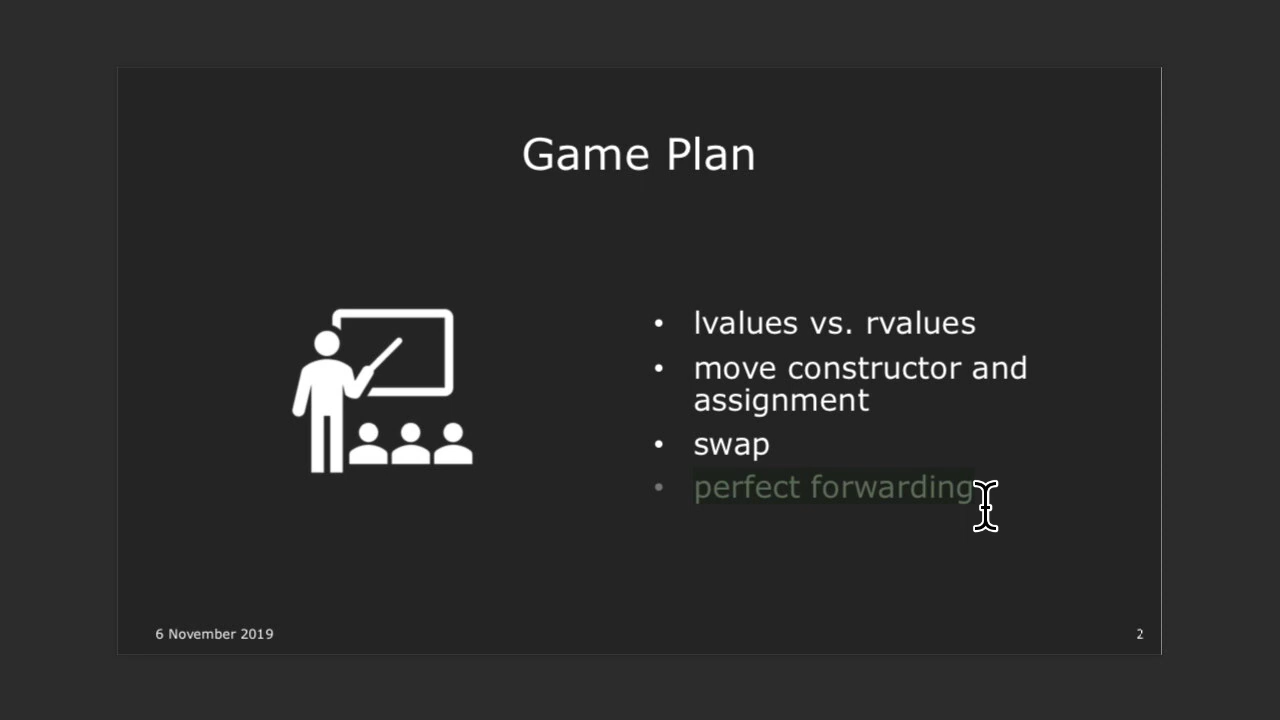 Game Plan
• lvalues vs. rvalues
• move constructor and
assignment
• swap
• perfect forwarding
6 November 2019
2